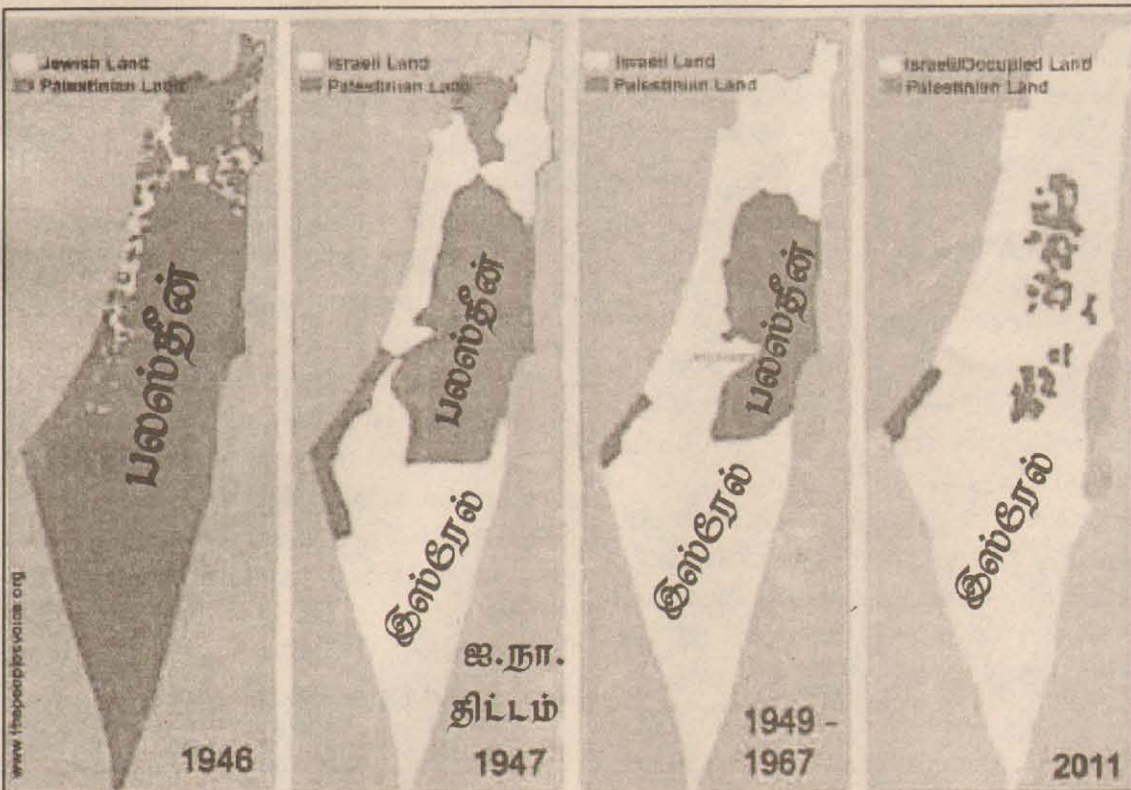 Jewish Land
Palestinian Land
பலஸ்தீன்
www.thepeoplesvoice.org
1946
Israeli Land
Palestinian Land
பலஸ்தீன்
இஸ்ரேல்
ஐ.நா.
திட்டம்
1947
Israeli Land
Palestinian Land
பலஸ்தீன்
இஸ்ரேல்
1949 -
1967
Israeli/Occupied Land
Palestinian Land
இஸ்ரேல்
2011